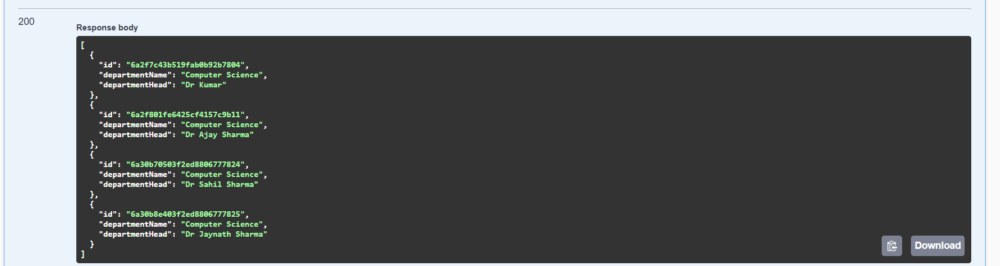 200
Response body
[
  {
    "id": "6a2f7c43b519fab0b92b7804",
    "departmentName": "Computer Science",
    "departmentHead": "Dr Kumar"
  },
  {
    "id": "6a2f801fe6425cf4157c9b11",
    "departmentName": "Computer Science",
    "departmentHead": "Dr Ajay Sharma"
  },
  {
    "id": "6a30b70503f2ed8806777824",
    "departmentName": "Computer Science",
    "departmentHead": "Dr Sahil Sharma"
  },
  {
    "id": "6a30b8e403f2ed8806777825",
    "departmentName": "Computer Science",
    "departmentHead": "Dr Jaynath Sharma"
  }
]
Download